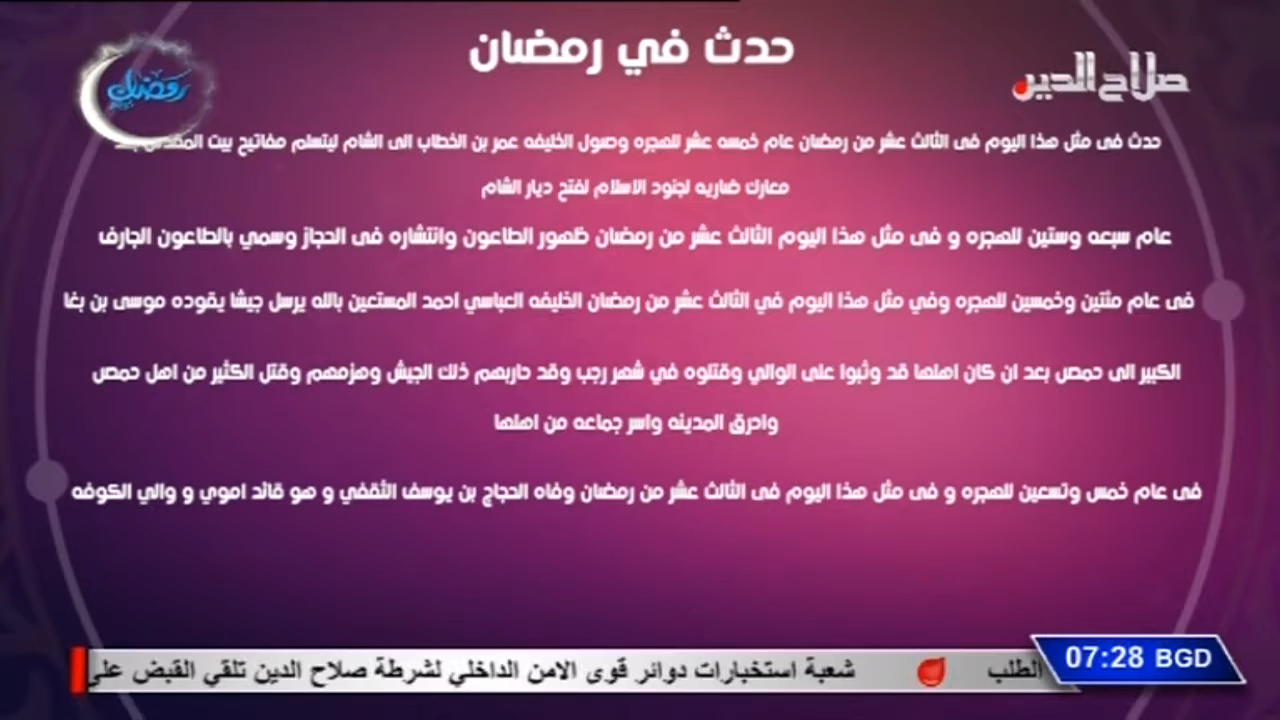 حدث في رمضان
رمضان
صلاح الدين
حدث فى مثل هذا اليوم فى الثالث عشر من رمضان عام خمسه عشر للهجره وصول الخليفه عمر بن الخطاب الى الشام ليتسلم مفاتيح بيت
معارك ضاريه لجنود الاسلام لفتح ديار الشام
عام سبعه وستين للهجره و فى مثل هذا اليوم الثالث عشر من رمضان ظهور الطاعون وانتشاره فى الحجاز وسمي بالطاعون الجارف
فى عام مئتين وخمسين للهجره وفي مثل هذا اليوم في الثالث عشر من رمضان الخليفه العباسي احمد المستعين بالله يرسل جيشا يقوده موسى بن بغا
الكبير الى حمص بعد ان كان اهلها قد وثبوا على الوالي وقتلوه في شهر رجب وقد حاربهم ذلك الجيش وهزمهم وقتل الكثير من اهل حمص
واحرق المدينه واسر جماعه من اهلها
فى عام خمس وتسعين للهجره و فى مثل هذا اليوم فى الثالث عشر من رمضان وفاه الحجاج بن يوسف الثقفي و هو قائد اموي و والي الكوفه
07:28 BGD
الطلب شعبة استخبارات دوائر قوى الامن الداخلي لشرطة صلاح الدين تلقي القبض على